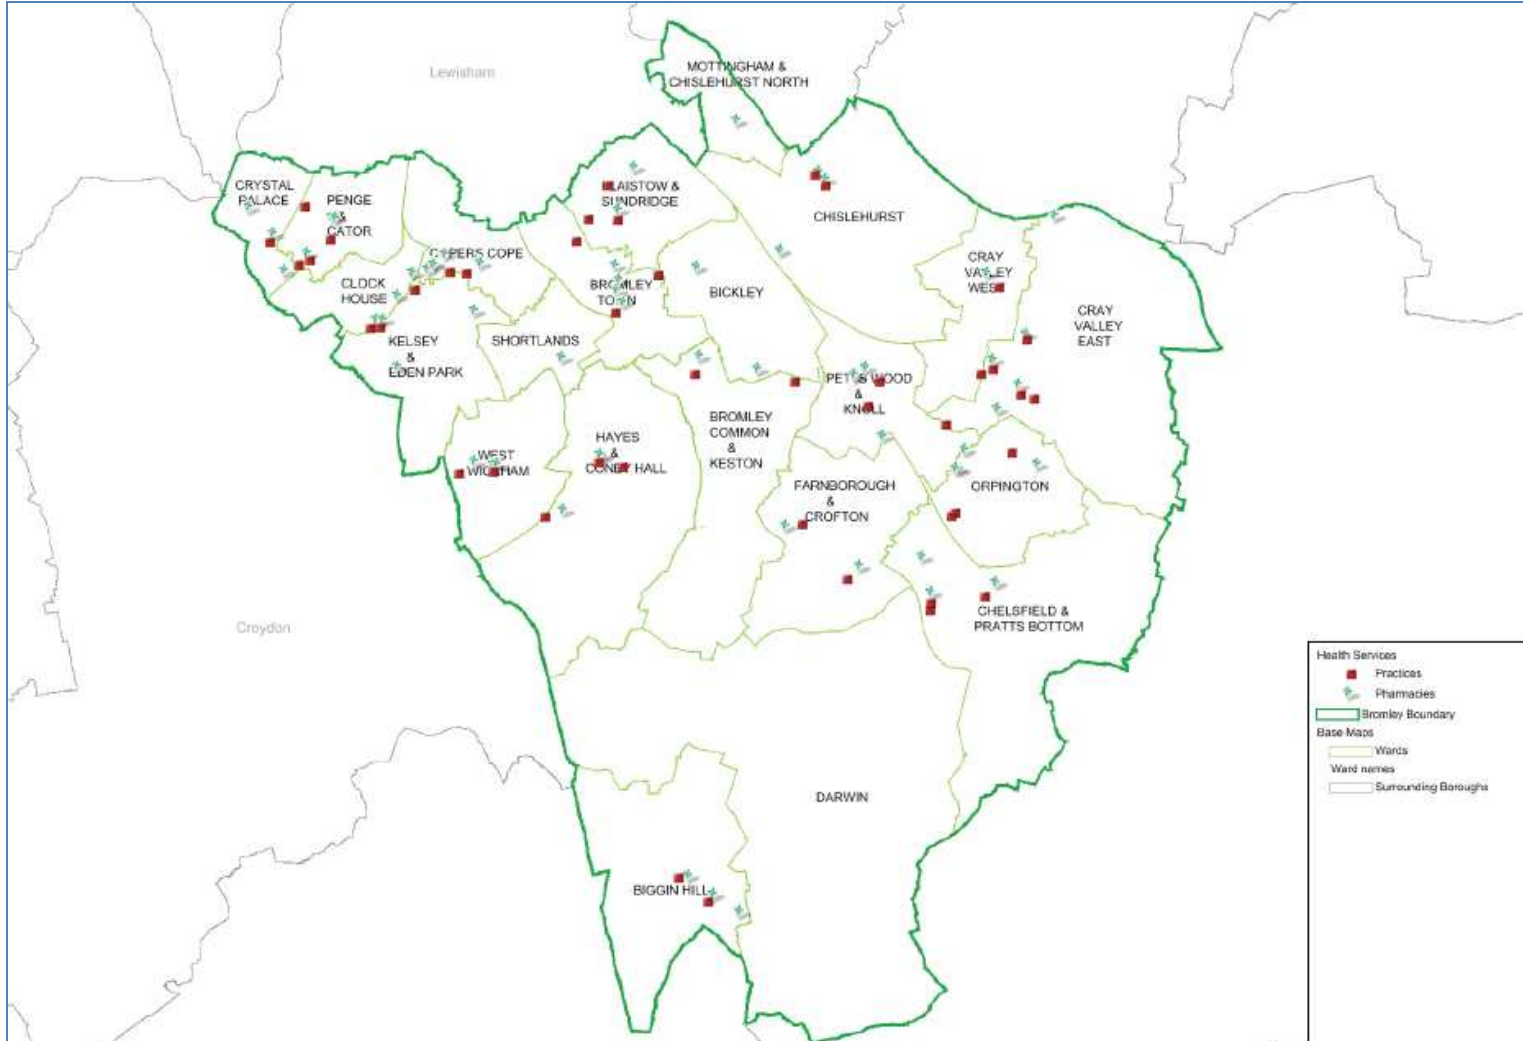 Lewisham
MOTTINGHAM &
CHISLEHURST NORTH
CRYSTAL
PALACE
PENGE
&
CATOR
PLAISTOW &
SUNDRIDGE
CHISLEHURST
COPERS COPE
CLOCK
HOUSE
BROMLEY
TOWN
BICKLEY
CRAY
VALLEY
WEST
CRAY
VALLEY
EAST
KELSEY
&
EDEN PARK
SHORTLANDS
PETTS WOOD
&
KNOLL
BROMLEY
COMMON
&
KESTON
HAYES
&
CONEY HALL
WEST
WICKHAM
FARNBOROUGH
&
CROFTON
ORPINGTON
CHELSFIELD &
PRATTS BOTTOM
Croydon
DARWIN
BIGGIN HILL
Health Services
Practices
Pharmacies
Bromley Boundary
Base Maps
Wards
Ward names
Surrounding Boroughs